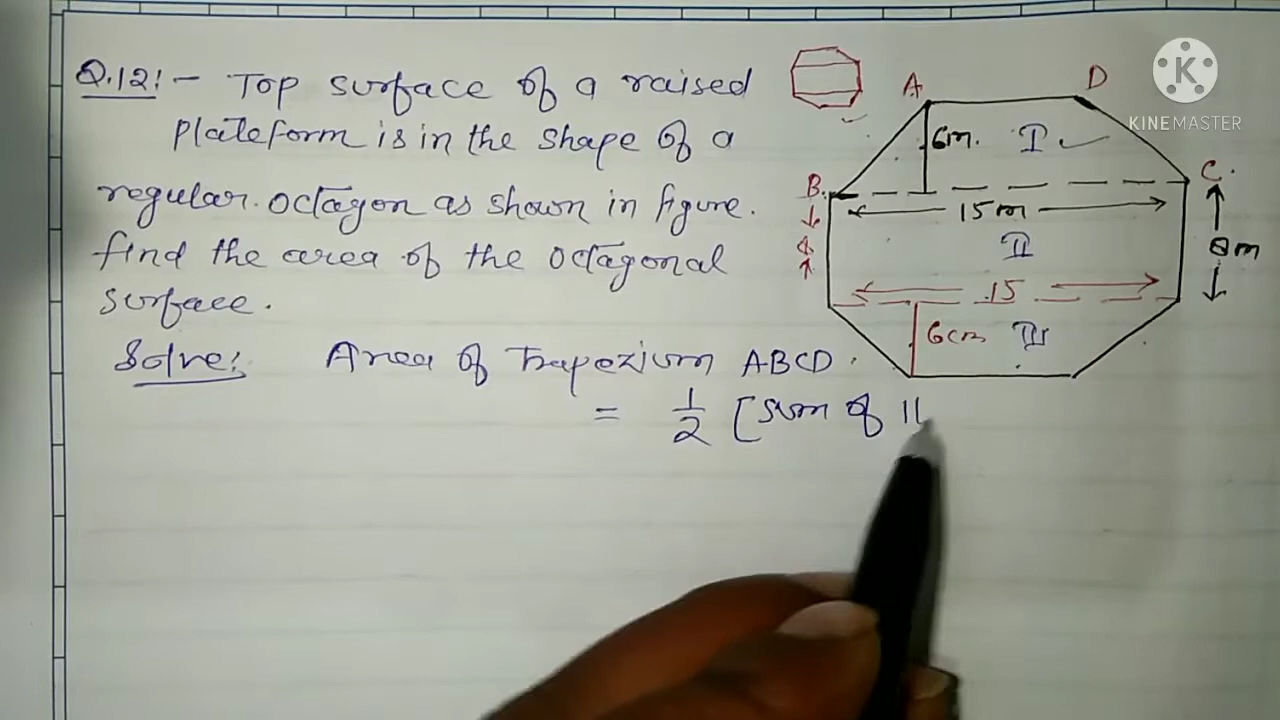 Q.12:- Top surface of a raised
plateform is in the shape of a
regular octagon as shown in figure.
find the area of the octagonal
surface.
Solve:  Area of Trapezium ABCD.
= 1/2 [sum of ||
A D
6m. I
B. C.
15m
II 8m
15
6cm III
K
KINEMASTER